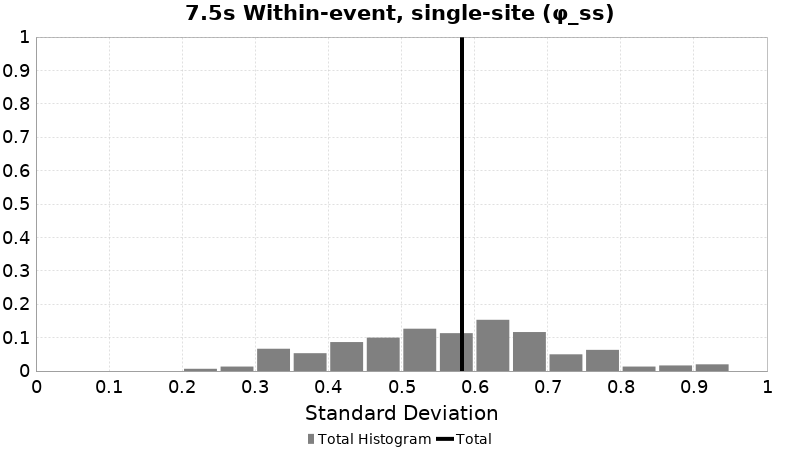 7.5s Within-event, single-site (φ_ss)
1
0.9
0.8
0.7
0.6
0.5
0.4
0.3
0.2
0.1
0
0 0.1 0.2 0.3 0.4 0.5 0.6 0.7 0.8 0.9 1
Standard Deviation
Total Histogram Total